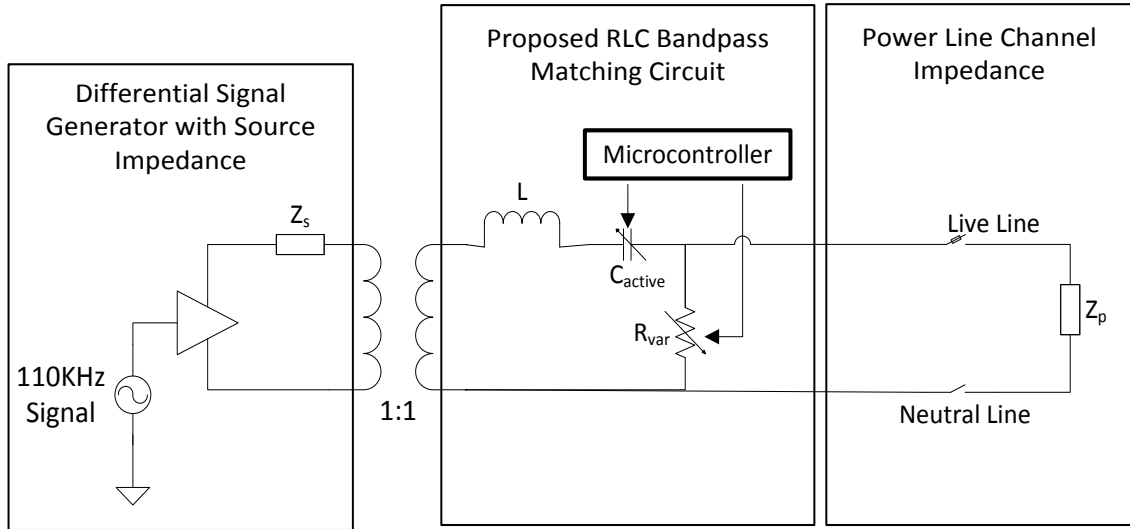 Differential Signal
Generator with Source
Impedance
Zs
110KHz
Signal
1:1
Proposed RLC Bandpass
Matching Circuit
Microcontroller
L
Cactive
Rvar
Power Line Channel
Impedance
Live Line
Zp
Neutral Line